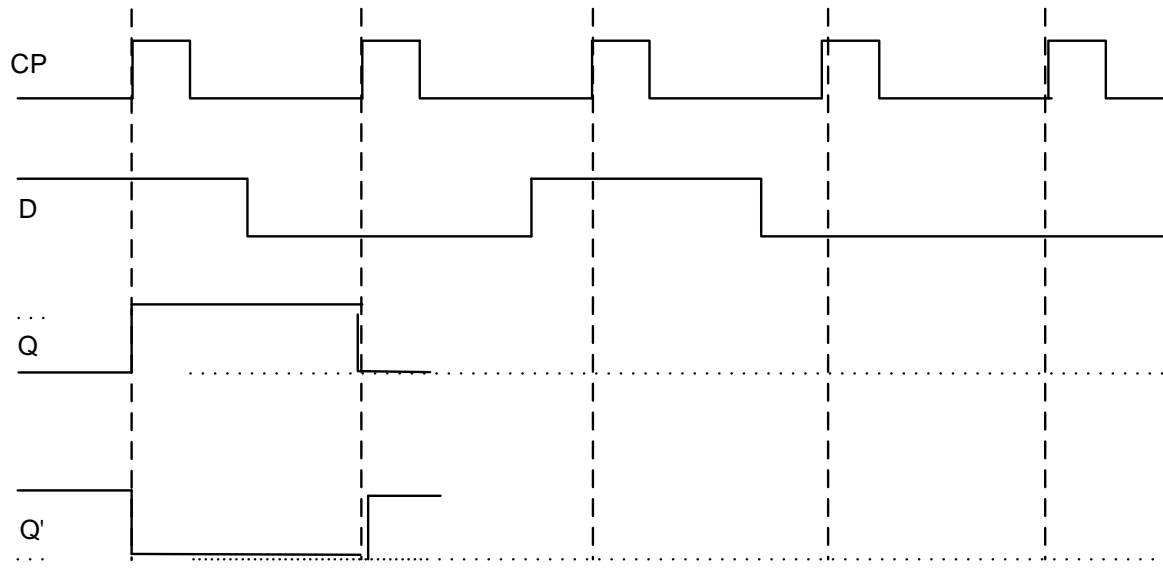 CP
D
. . .
Q
Q'
. . .